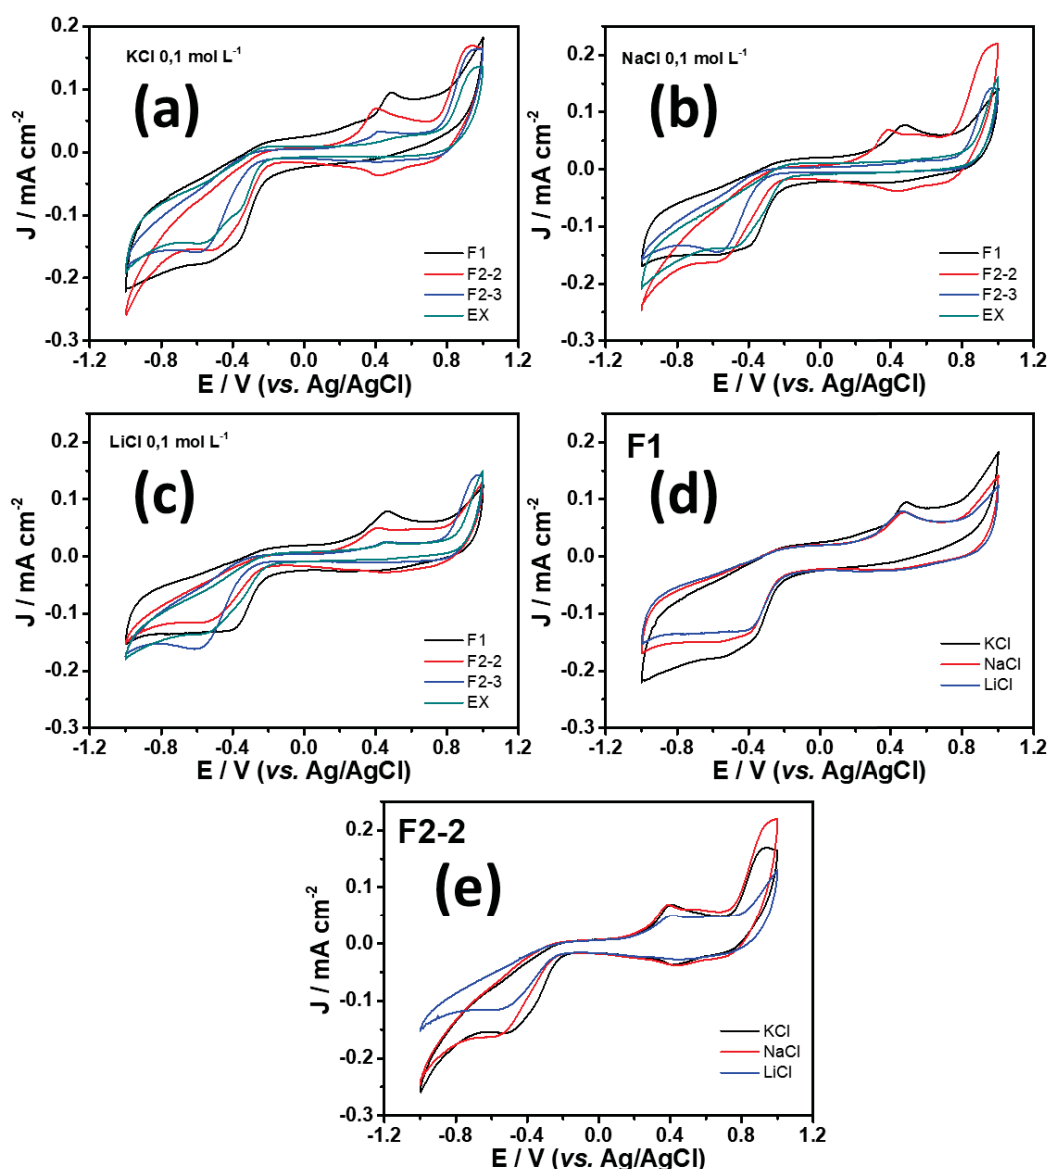 KCl 0,1 mol L⁻¹
(a)
0.2
0.1
0.0
-0.1
-0.2
-0.3
J / mA cm⁻²
F1
F2-2
F2-3
EX
-1.2 -0.8 -0.4 0.0 0.4 0.8 1.2
E / V (vs. Ag/AgCl)
NaCl 0,1 mol L⁻¹
(b)
0.2
0.1
0.0
-0.1
-0.2
-0.3
J / mA cm⁻²
F1
F2-2
F2-3
EX
-1.2 -0.8 -0.4 0.0 0.4 0.8 1.2
E / V (vs. Ag/AgCl)
LiCl 0,1 mol L⁻¹
(c)
0.2
0.1
0.0
-0.1
-0.2
-0.3
J / mA cm⁻²
F1
F2-2
F2-3
EX
-1.2 -0.8 -0.4 0.0 0.4 0.8 1.2
E / V (vs. Ag/AgCl)
F1
(d)
0.2
0.1
0.0
-0.1
-0.2
-0.3
J / mA cm⁻²
KCl
NaCl
LiCl
-1.2 -0.8 -0.4 0.0 0.4 0.8 1.2
E / V (vs. Ag/AgCl)
F2-2
(e)
0.2
0.1
0.0
-0.1
-0.2
-0.3
J / mA cm⁻²
KCl
NaCl
LiCl
-1.2 -0.8 -0.4 0.0 0.4 0.8 1.2
E / V (vs. Ag/AgCl)